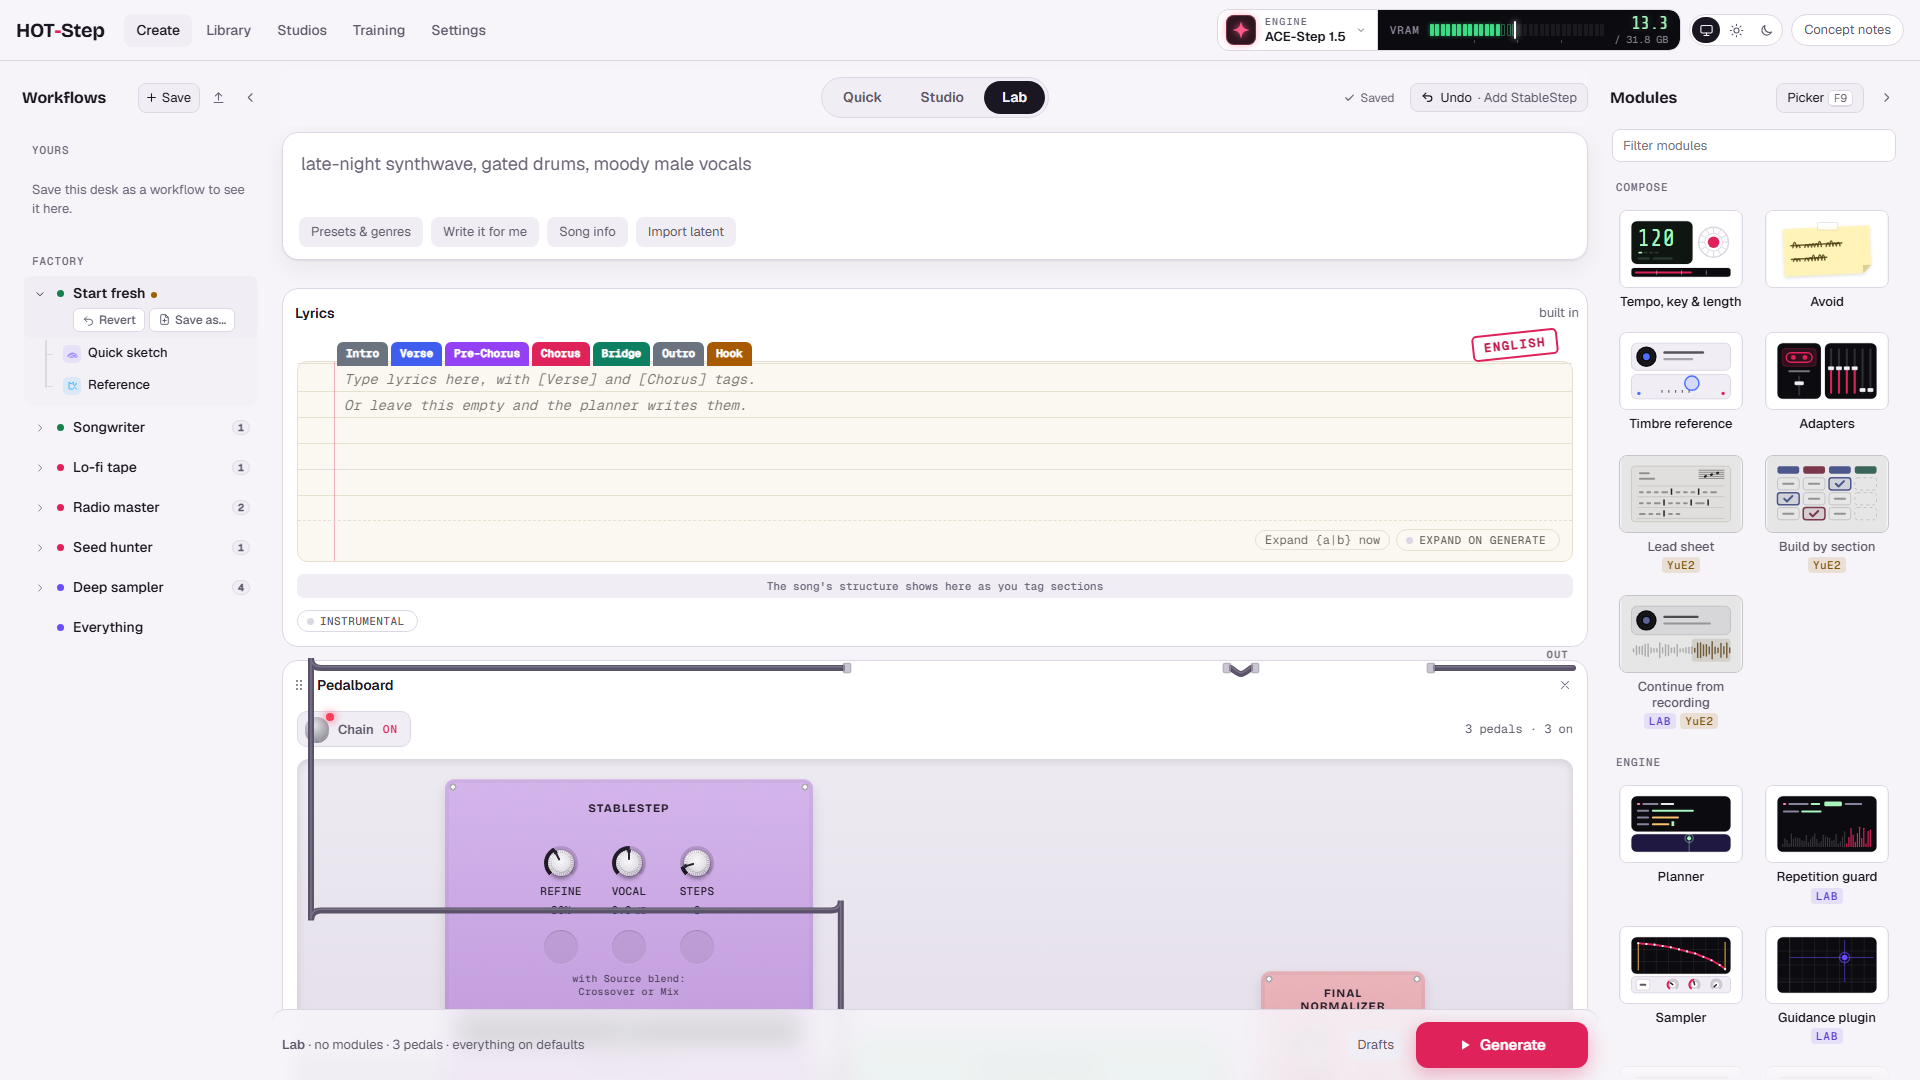 HOT-Step
Create
Library
Studios
Training
Settings
ENGINE
ACE-Step 1.5
VRAM
13.3
/ 31.8 GB
Concept notes
Workflows
+ Save
Quick
Studio
Lab
Saved
Undo · Add StableStep
Modules
Picker F9
YOURS
Save this desk as a workflow to see
it here.
FACTORY
Start fresh
Revert
Save as…
Quick sketch
Reference
Songwriter 1
Lo-fi tape 1
Radio master 2
Seed hunter 1
Deep sampler 4
Everything
late-night synthwave, gated drums, moody male vocals
Presets & genres
Write it for me
Song info
Import latent
Lyrics
built in
Intro
Verse
Pre-Chorus
Chorus
Bridge
Outro
Hook
ENGLISH
Type lyrics here, with [Verse] and [Chorus] tags.
Or leave this empty and the planner writes them.
Expand {a|b} now
EXPAND ON GENERATE
The song's structure shows here as you tag sections
INSTRUMENTAL
OUT
Pedalboard
Chain ON
3 pedals · 3 on
STABLESTEP
REFINE
VOCAL
STEPS
with Source blend:
Crossover or Mix
FINAL
NORMALIZER
Lab · no modules · 3 pedals · everything on defaults
Drafts
Generate
Filter modules
COMPOSE
120
Tempo, key & length
Avoid
Timbre reference
Adapters
Lead sheet
YuE2
Build by section
YuE2
Continue from
recording
LAB YuE2
ENGINE
Planner
Repetition guard
LAB
Sampler
Guidance plugin
LAB